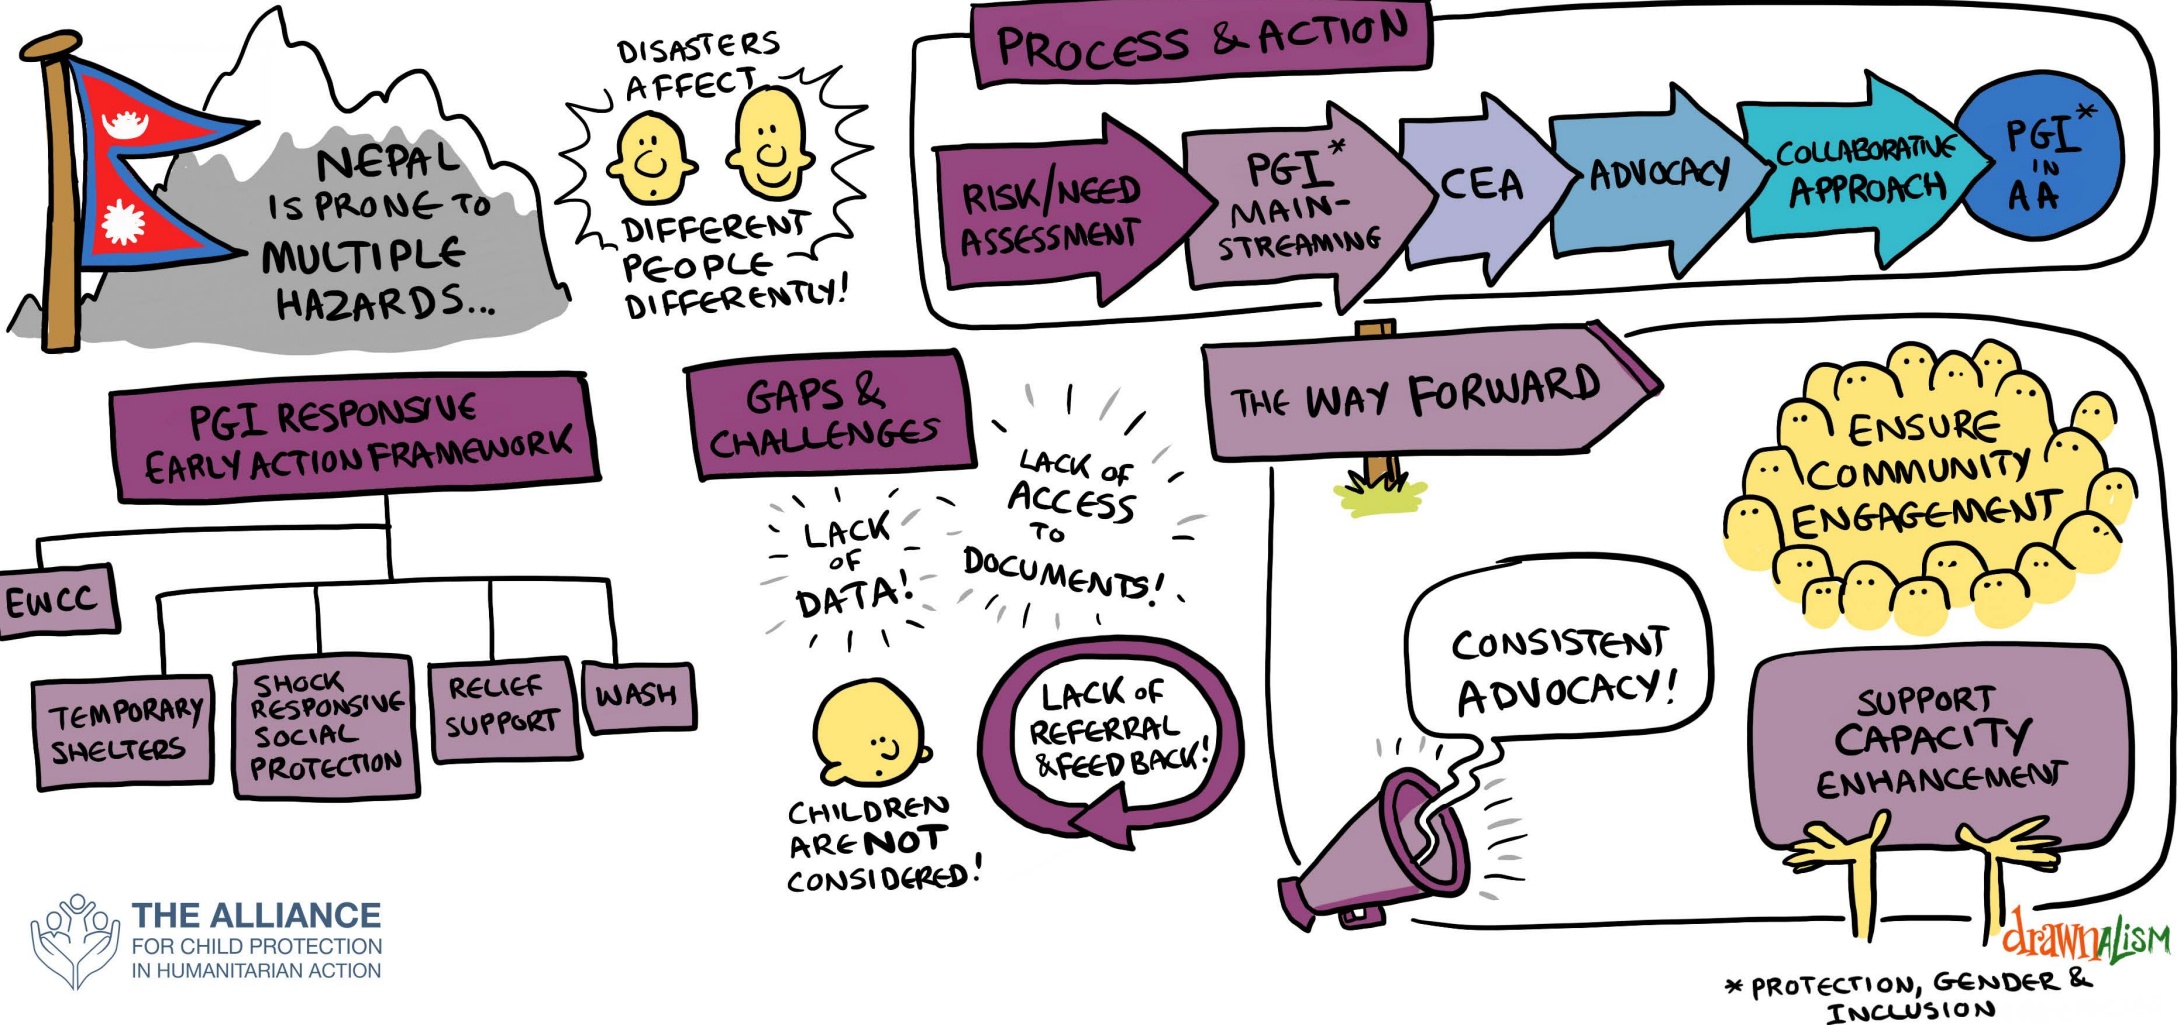 NEPAL
IS PRONE TO
MULTIPLE
HAZARDS...
DISASTERS
AFFECT
DIFFERENT
PEOPLE
DIFFERENTLY!
PROCESS & ACTION
RISK/NEED
ASSESSMENT
PGI*
MAIN-
STREAMING
CEA
ADVOCACY
COLLABORATIVE
APPROACH
PGI*
IN
AA
PGI RESPONSIVE
EARLY ACTION FRAMEWORK
EWCC
TEMPORARY
SHELTERS
SHOCK
RESPONSIVE
SOCIAL
PROTECTION
RELIEF
SUPPORT
WASH
GAPS &
CHALLENGES
LACK
OF
DATA!
LACK OF
ACCESS
TO
DOCUMENTS!
CHILDREN
ARE NOT
CONSIDERED!
LACK OF
REFERRAL
& FEED BACK!
THE WAY FORWARD
ENSURE
COMMUNITY
ENGAGEMENT
CONSISTENT
ADVOCACY!
SUPPORT
CAPACITY
ENHANCEMENT
THE ALLIANCE
FOR CHILD PROTECTION
IN HUMANITARIAN ACTION
drawnalism
* PROTECTION, GENDER &
INCLUSION